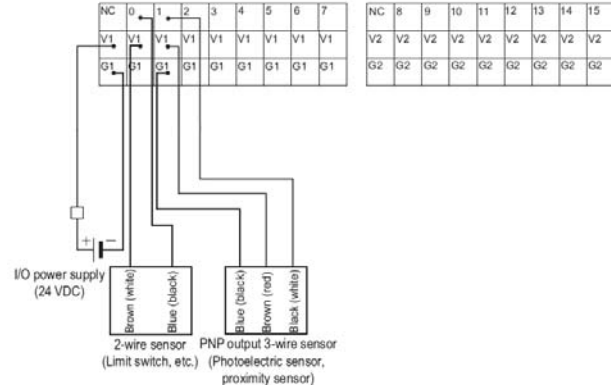 NC 0 1 2 3 4 5 6 7
V1 V1 V1 V1 V1 V1 V1 V1 V1
G1 G1 G1 G1 G1 G1 G1 G1 G1
NC 8 9 10 11 12 13 14 15
V2 V2 V2 V2 V2 V2 V2 V2 V2
G2 G2 G2 G2 G2 G2 G2 G2 G2
+ −
I/O power supply
(24 VDC)
Brown (white)
Blue (black)
2-wire sensor
(Limit switch, etc.)
Blue (black)
Brown (red)
Black (white)
PNP output 3-wire sensor
(Photoelectric sensor,
proximity sensor)